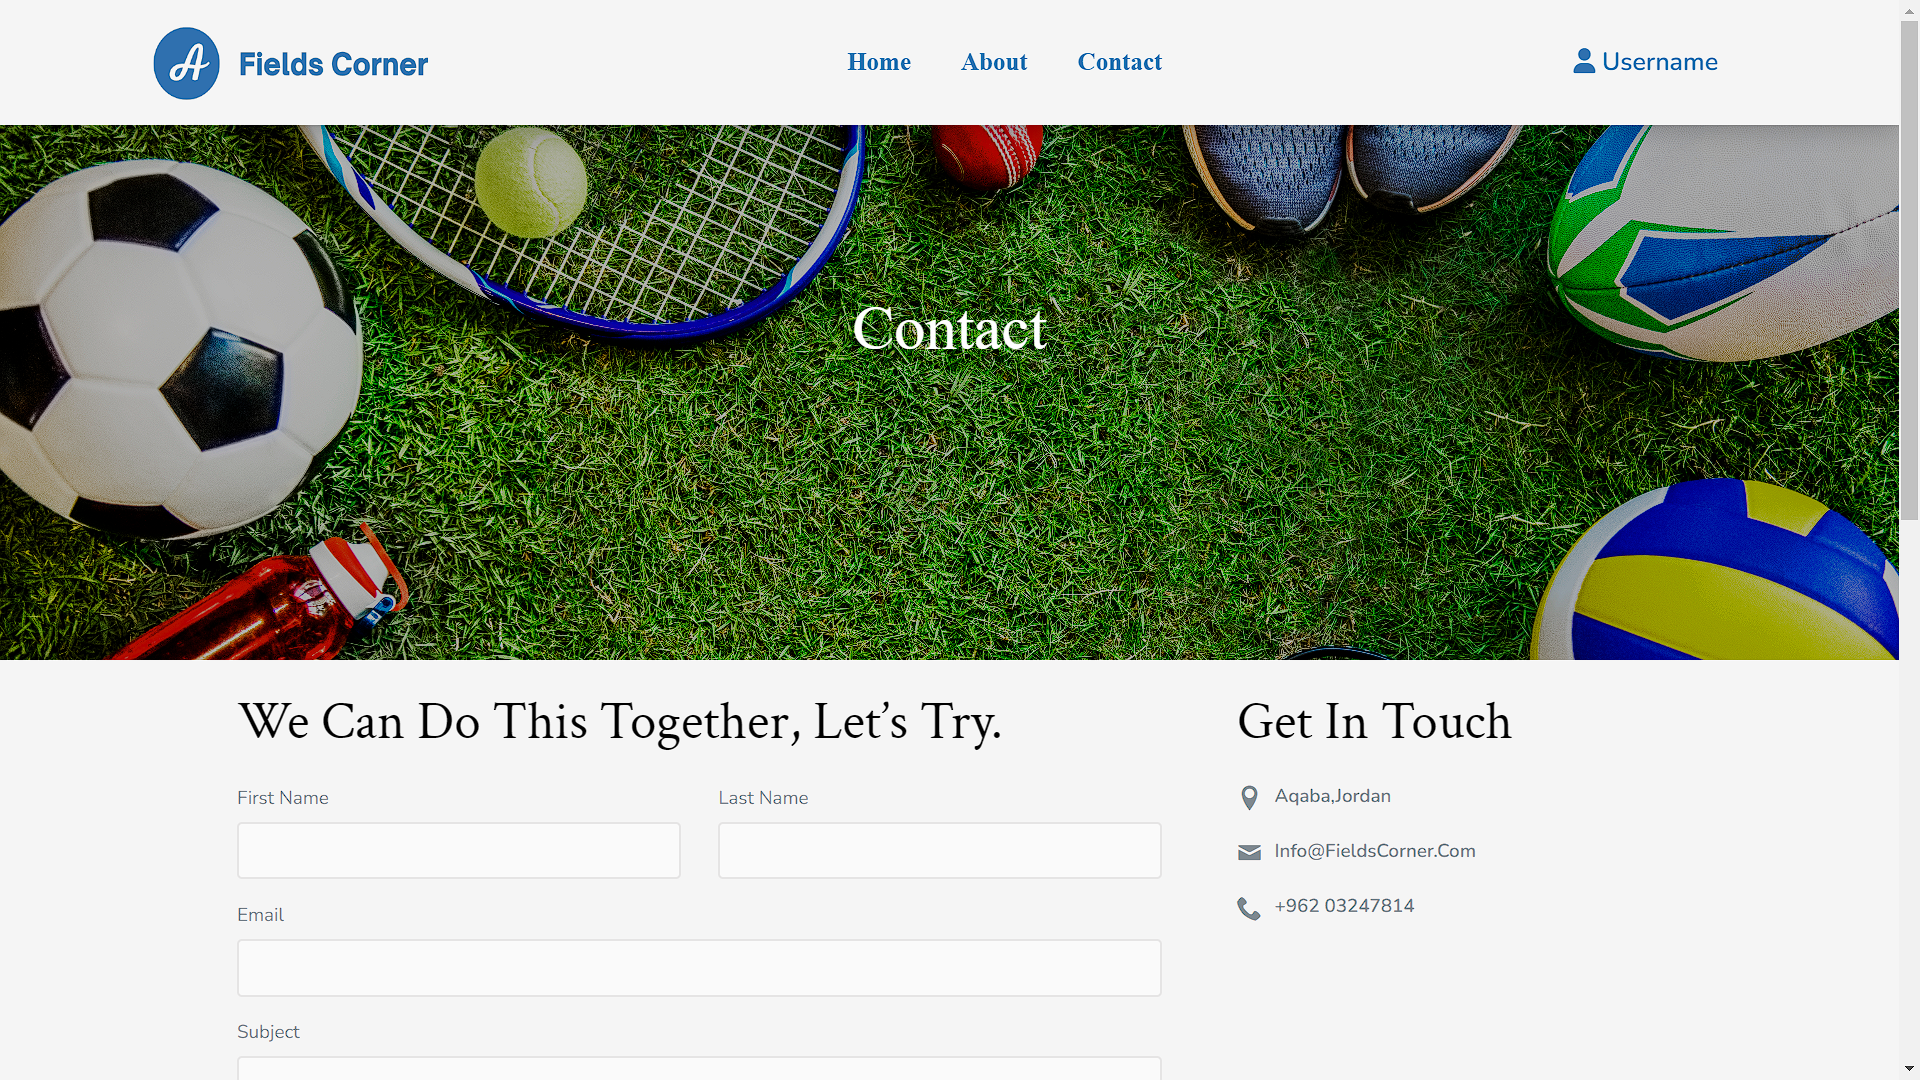 A Fields Corner
Home About Contact
Username
Contact
We Can Do This Together, Let’s Try.
First Name Last Name
Email
Subject
Get In Touch
Aqaba,Jordan
Info@FieldsCorner.Com
+962 03247814